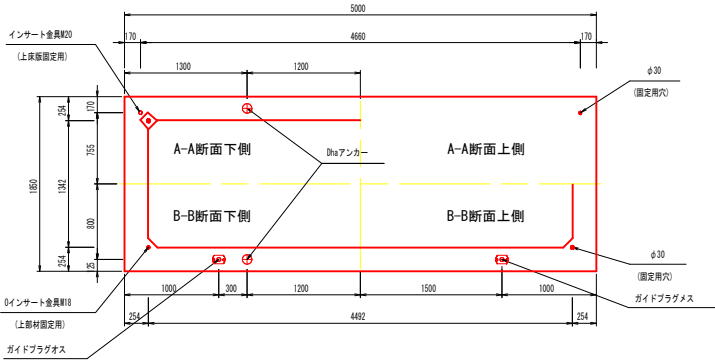 5000
インサート金具M20
(上床版固定用)
170
4660
170
1300
1200
φ30
(固定用穴)
254
170
755
1850
1342
800
254
25
A-A断面下側
Dhaアンカー
A-A断面上側
B-B断面下側
B-B断面上側
φ30
(固定用穴)
Oインサート金具M18
(上部材固定用)
1000
300
1200
1500
1000
ガイドプラグメス
254
4492
254
ガイドプラグオス